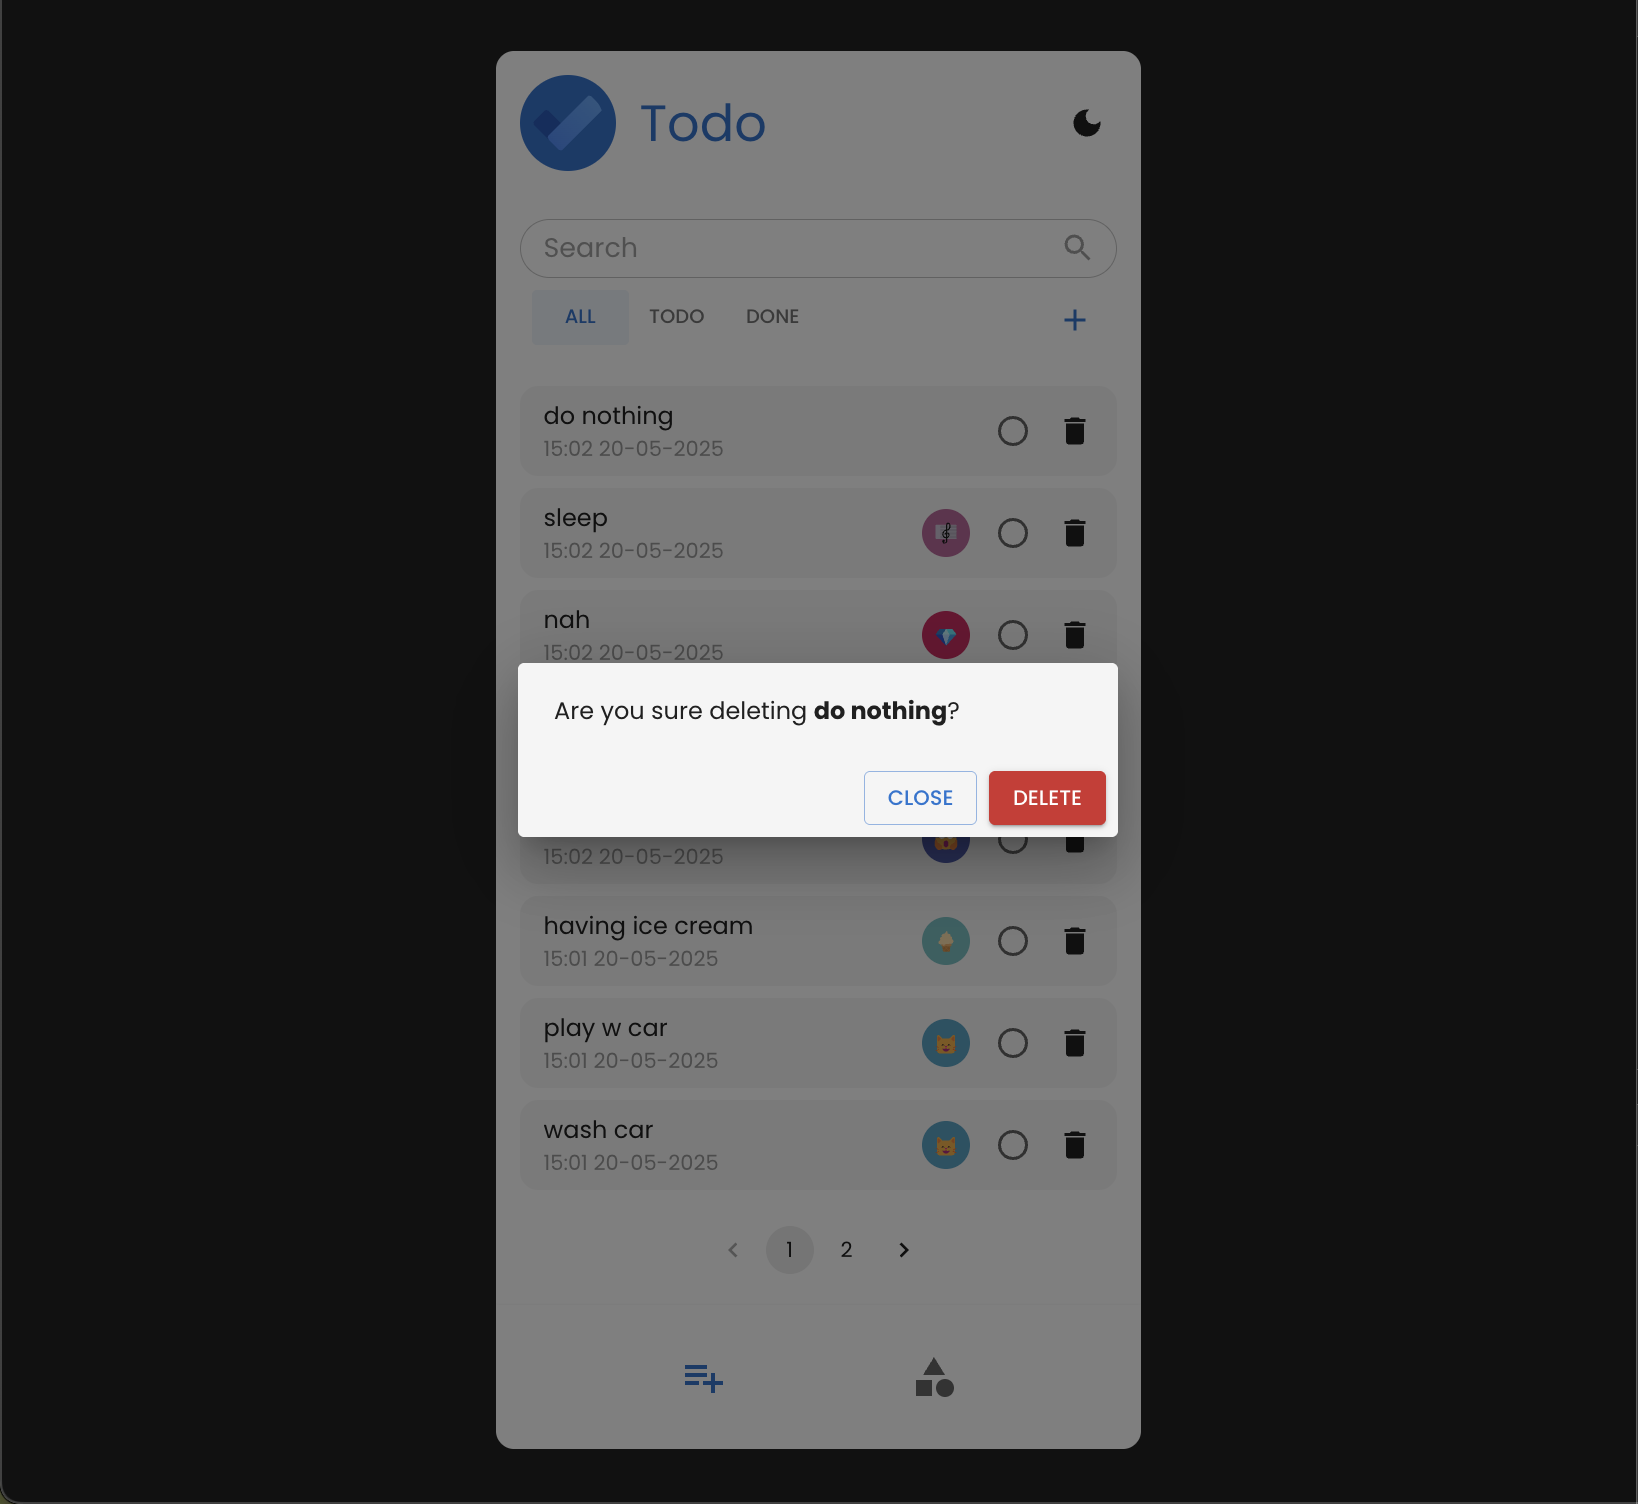 Todo
Search
ALL TODO DONE
do nothing
15:02 20-05-2025
sleep
15:02 20-05-2025
nah
15:02 20-05-2025
Are you sure deleting do nothing?
CLOSE DELETE
15:02 20-05-2025
having ice cream
15:01 20-05-2025
play w car
15:01 20-05-2025
wash car
15:01 20-05-2025
1 2